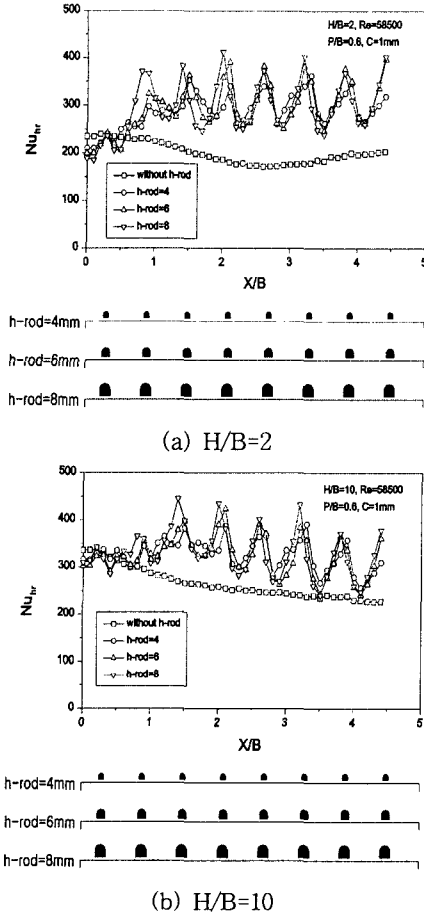 500
H/B=2, Re=58500
P/B=0.6, C=1mm
400
300
Nuhr
200
without h-rod
h-rod=4
h-rod=6
h-rod=8
100
0
0 1 2 3 4 5
X/B
h-rod=4mm
h-rod=6mm
h-rod=8mm
(a) H/B=2
500
H/B=10, Re=58500
P/B=0.6, C=1mm
400
300
Nuhr
200
without h-rod
h-rod=4
h-rod=6
h-rod=8
100
0
0 1 2 3 4 5
X/B
h-rod=4mm
h-rod=6mm
h-rod=8mm
(b) H/B=10